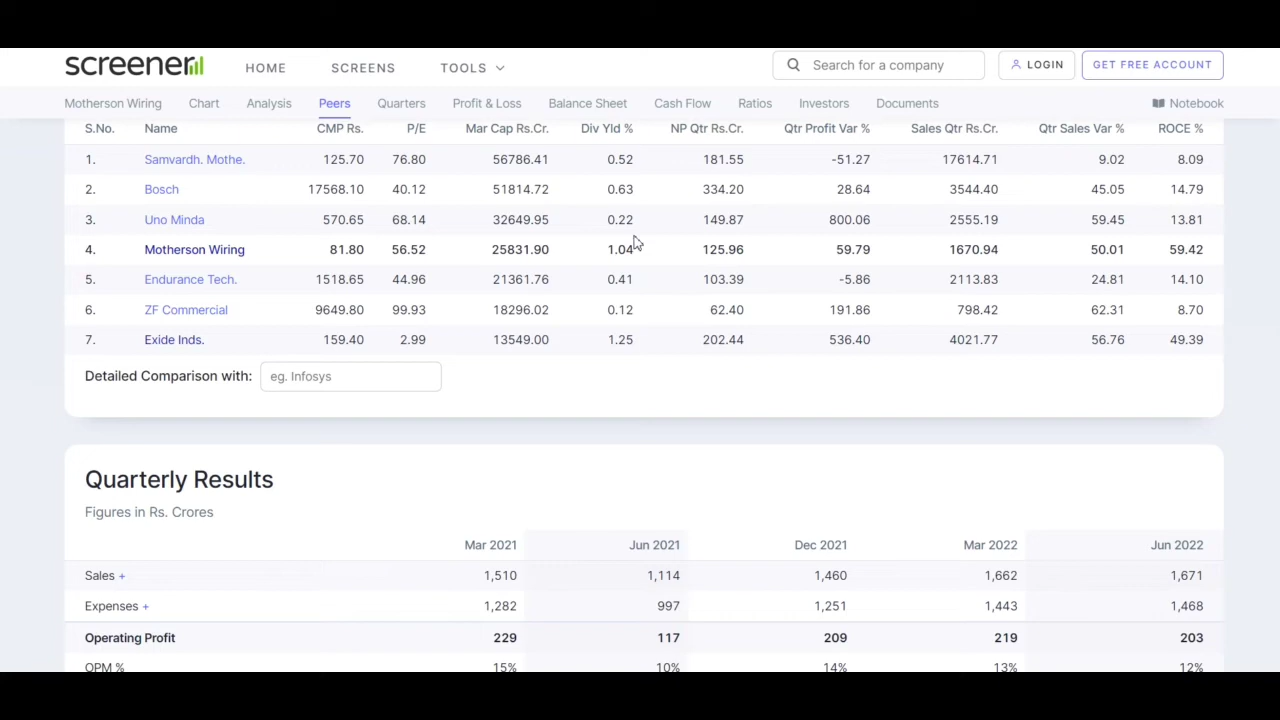 screener HOME SCREENS TOOLS Search for a company LOGIN GET FREE ACCOUNT
Motherson Wiring Chart Analysis Peers Quarters Profit & Loss Balance Sheet Cash Flow Ratios Investors Documents Notebook
S.No. Name CMP Rs. P/E Mar Cap Rs.Cr. Div Yld % NP Qtr Rs.Cr. Qtr Profit Var % Sales Qtr Rs.Cr. Qtr Sales Var % ROCE %
1. Samvardh. Mothe. 125.70 76.80 56786.41 0.52 181.55 -51.27 17614.71 9.02 8.09
2. Bosch 17568.10 40.12 51814.72 0.63 334.20 28.64 3544.40 45.05 14.79
3. Uno Minda 570.65 68.14 32649.95 0.22 149.87 800.06 2555.19 59.45 13.81
4. Motherson Wiring 81.80 56.52 25831.90 1.04 125.96 59.79 1670.94 50.01 59.42
5. Endurance Tech. 1518.65 44.96 21361.76 0.41 103.39 -5.86 2113.83 24.81 14.10
6. ZF Commercial 9649.80 99.93 18296.02 0.12 62.40 191.86 798.42 62.31 8.70
7. Exide Inds. 159.40 2.99 13549.00 1.25 202.44 536.40 4021.77 56.76 49.39
Detailed Comparison with: eg. Infosys
Quarterly Results
Figures in Rs. Crores
Mar 2021 Jun 2021 Dec 2021 Mar 2022 Jun 2022
Sales + 1,510 1,114 1,460 1,662 1,671
Expenses + 1,282 997 1,251 1,443 1,468
Operating Profit 229 117 209 219 203
OPM % 15% 10% 14% 13% 12%